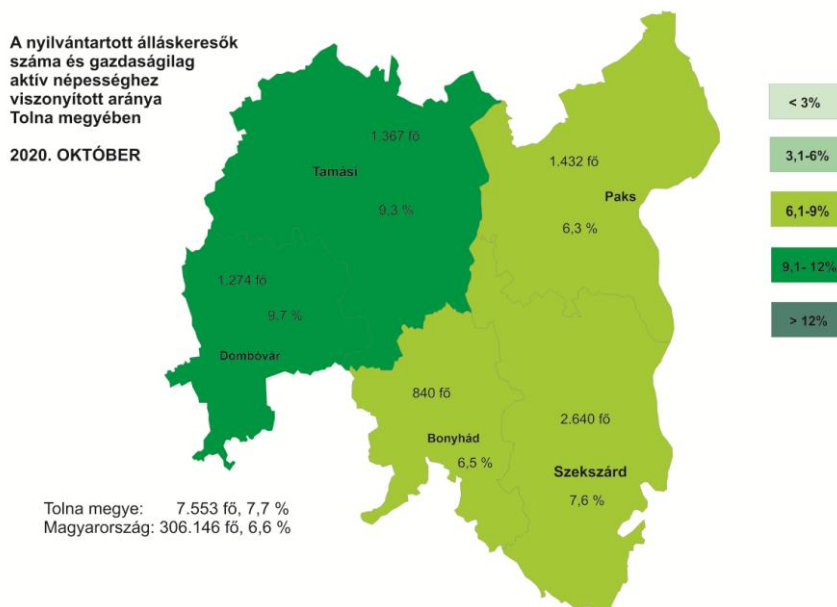 A nyilvántartott álláskeresők
száma és gazdaságilag
aktív népességhez
viszonyított aránya
Tolna megyében
2020. OKTÓBER
1.367 fő
Tamási
9,3 %
1.432 fő
Paks
6,3 %
1.274 fő
9,7 %
Dombóvár
840 fő
Bonyhád
6,5 %
2.640 fő
Szekszárd
7,6 %
< 3%
3,1-6%
6,1-9%
9,1- 12%
> 12%
Tolna megye: 7.553 fő, 7,7 %
Magyarország: 306.146 fő, 6,6 %